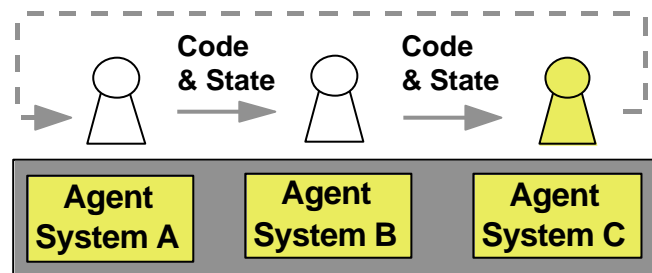 Code
& State
Code
& State
Agent
System A
Agent
System B
Agent
System C